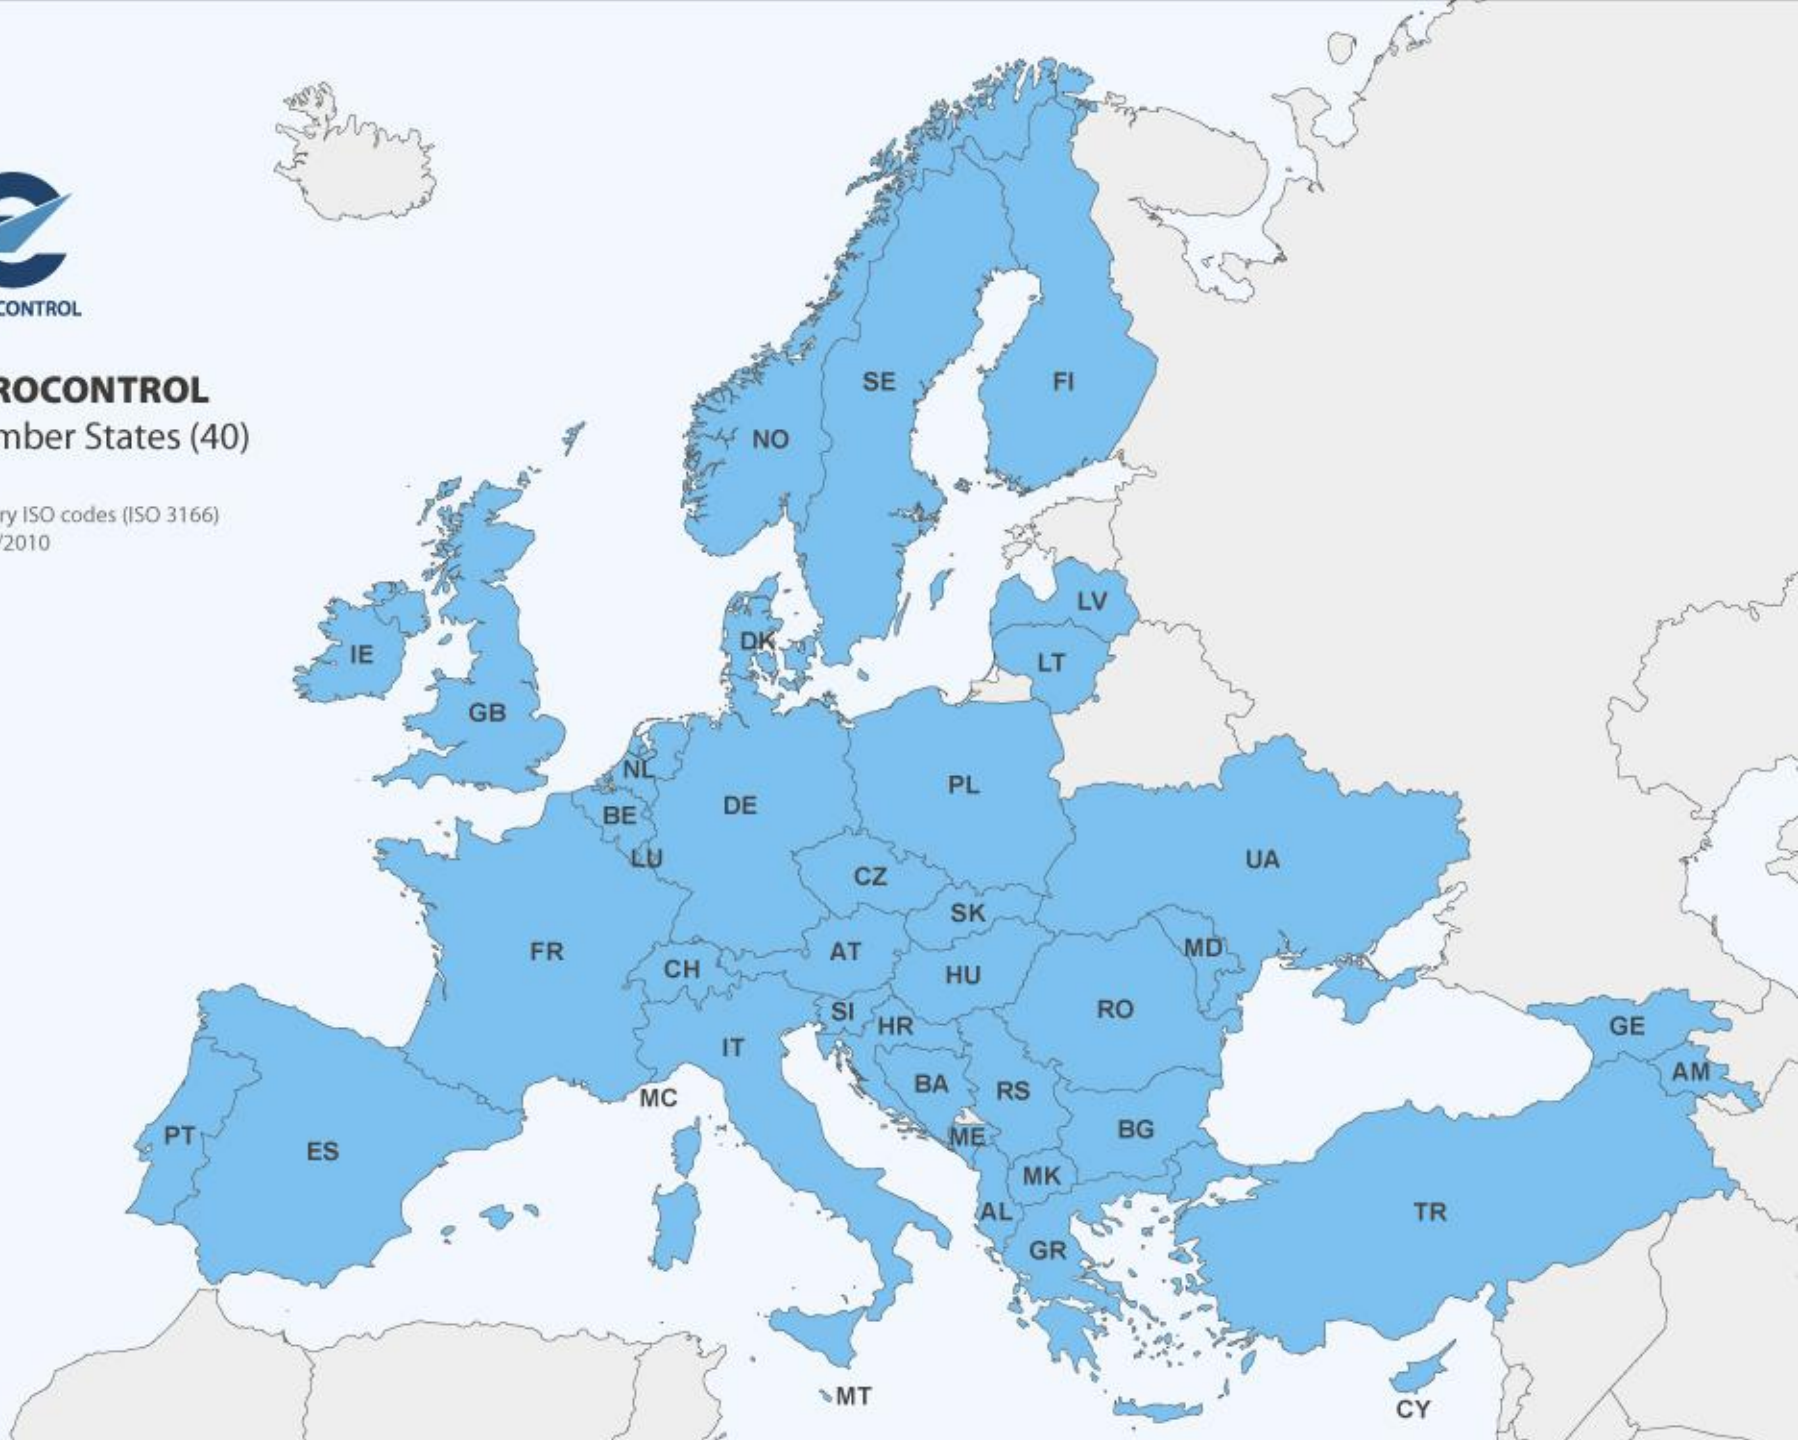 CONTROL
ROCONTROL
mber States (40)
ry ISO codes (ISO 3166)
/2010
SE
FI
NO
LV
DK
IE
LT
GB
NL
PL
DE
BE
LU
UA
CZ
SK
FR
AT
MD
CH
HU
SI
RO
HR
GE
IT
AM
BA
RS
MC
PT
ME
BG
ES
MK
AL
TR
GR
MT
CY